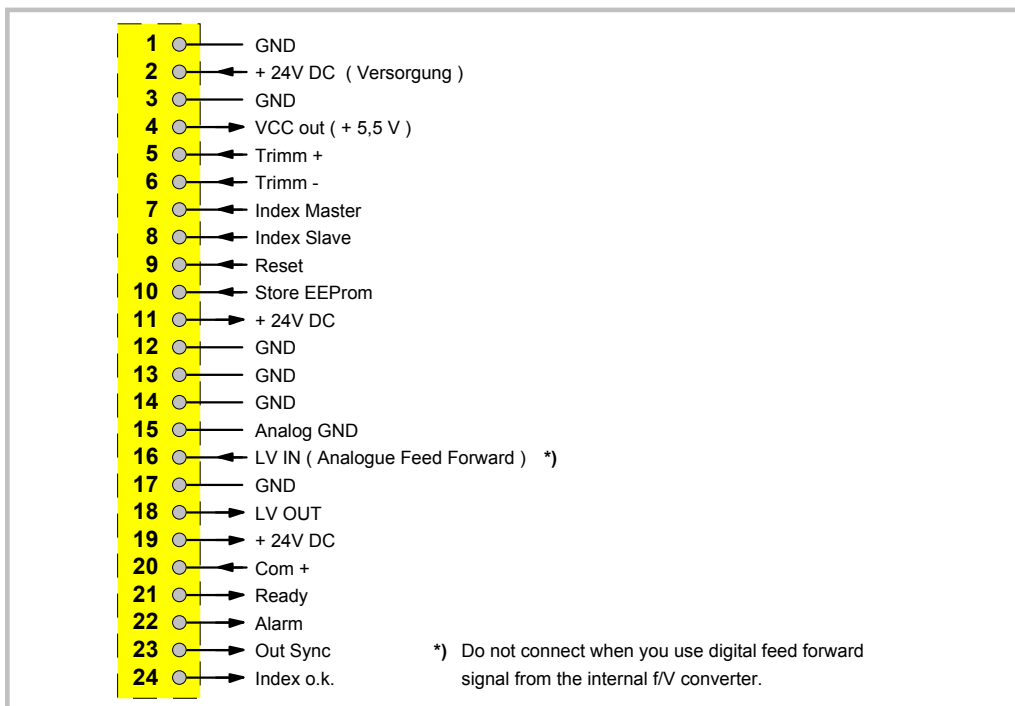 1 GND
2 + 24V DC ( Versorgung )
3 GND
4 VCC out ( + 5,5 V )
5 Trimm +
6 Trimm -
7 Index Master
8 Index Slave
9 Reset
10 Store EEProm
11 + 24V DC
12 GND
13 GND
14 GND
15 Analog GND
16 LV IN ( Analogue Feed Forward ) *)
17 GND
18 LV OUT
19 + 24V DC
20 Com +
21 Ready
22 Alarm
23 Out Sync
24 Index o.k.
*) Do not connect when you use digital feed forward
signal from the internal f/V converter.